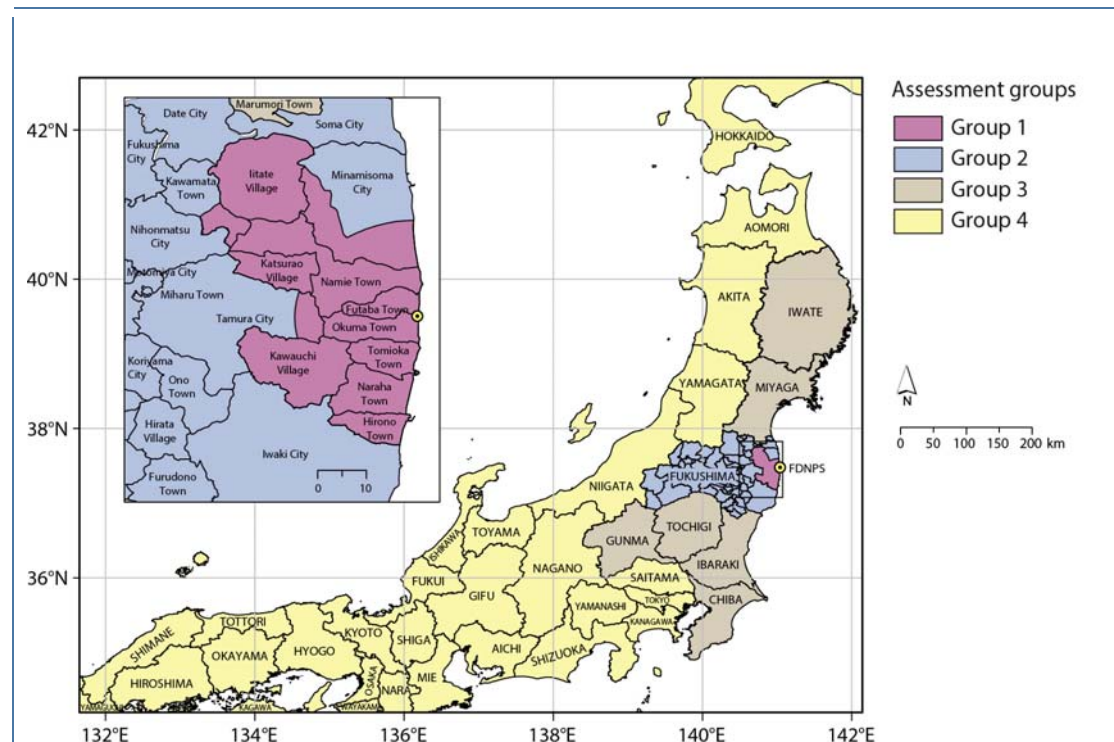 Assessment groups
Group 1
Group 2
Group 3
Group 4
N
0 50 100 150 200 km
42°N
40°N
38°N
36°N
132°E
134°E
136°E
138°E
140°E
142°E
Marumori Town
Date City
Soma City
Fukushima
City
Iitate
Village
Minamisoma
City
Kawamata
Town
Nihonmatsu
City
Katsurao
Village
Namie Town
Motomiya City
Miharu Town
Futaba Town
Tamura City
Okuma Town
Koriyama
City
Kawauchi
Village
Tomioka
Town
Ono
Town
Naraha
Town
Hirata
Village
Hirono
Town
Iwaki City
Furudono
Town
0 10
HOKKAIDO
AOMORI
AKITA
IWATE
YAMAGATA
MIYAGA
FUKUSHIMA
FDNPS
NIIGATA
TOCHIGI
GUNMA
IBARAKI
ISHIKAWA
TOYAMA
NAGANO
SAITAMA
FUKUI
GIFU
YAMANASHI
TOKYO
CHIBA
KANAGAWA
SHIMANE
TOTTORI
KYOTO
SHIGA
AICHI
SHIZUOKA
OKAYAMA
HYOGO
HIROSHIMA
OSAKA
NARA
MIE
YAMAGUCHI
KAGAWA
WAYAKAMA